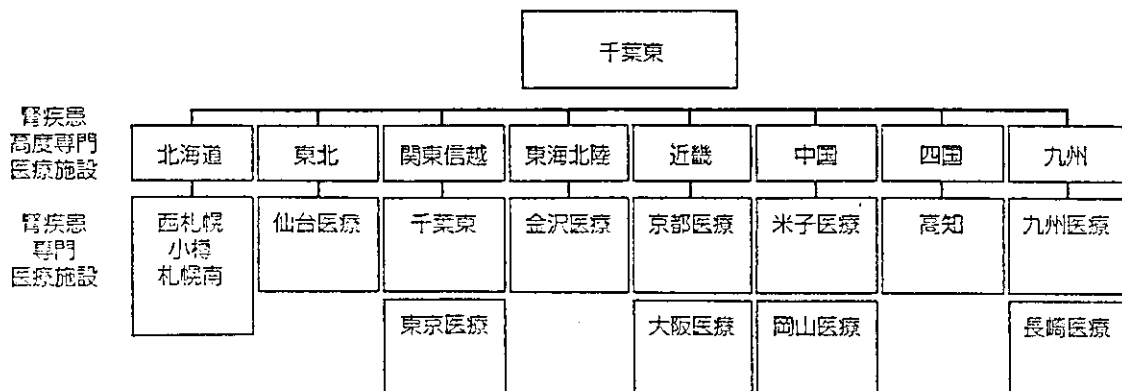 千葉東
腎疾患
高度専門
医療施設
北海道
東北
関東信越
東海北陸
近畿
中国
四国
九州
腎疾患
専門
医療施設
西札幌
小樽
札幌南
仙台医療
千葉東
金沢医療
京都医療
米子医療
高知
九州医療
東京医療
大阪医療
岡山医療
長崎医療